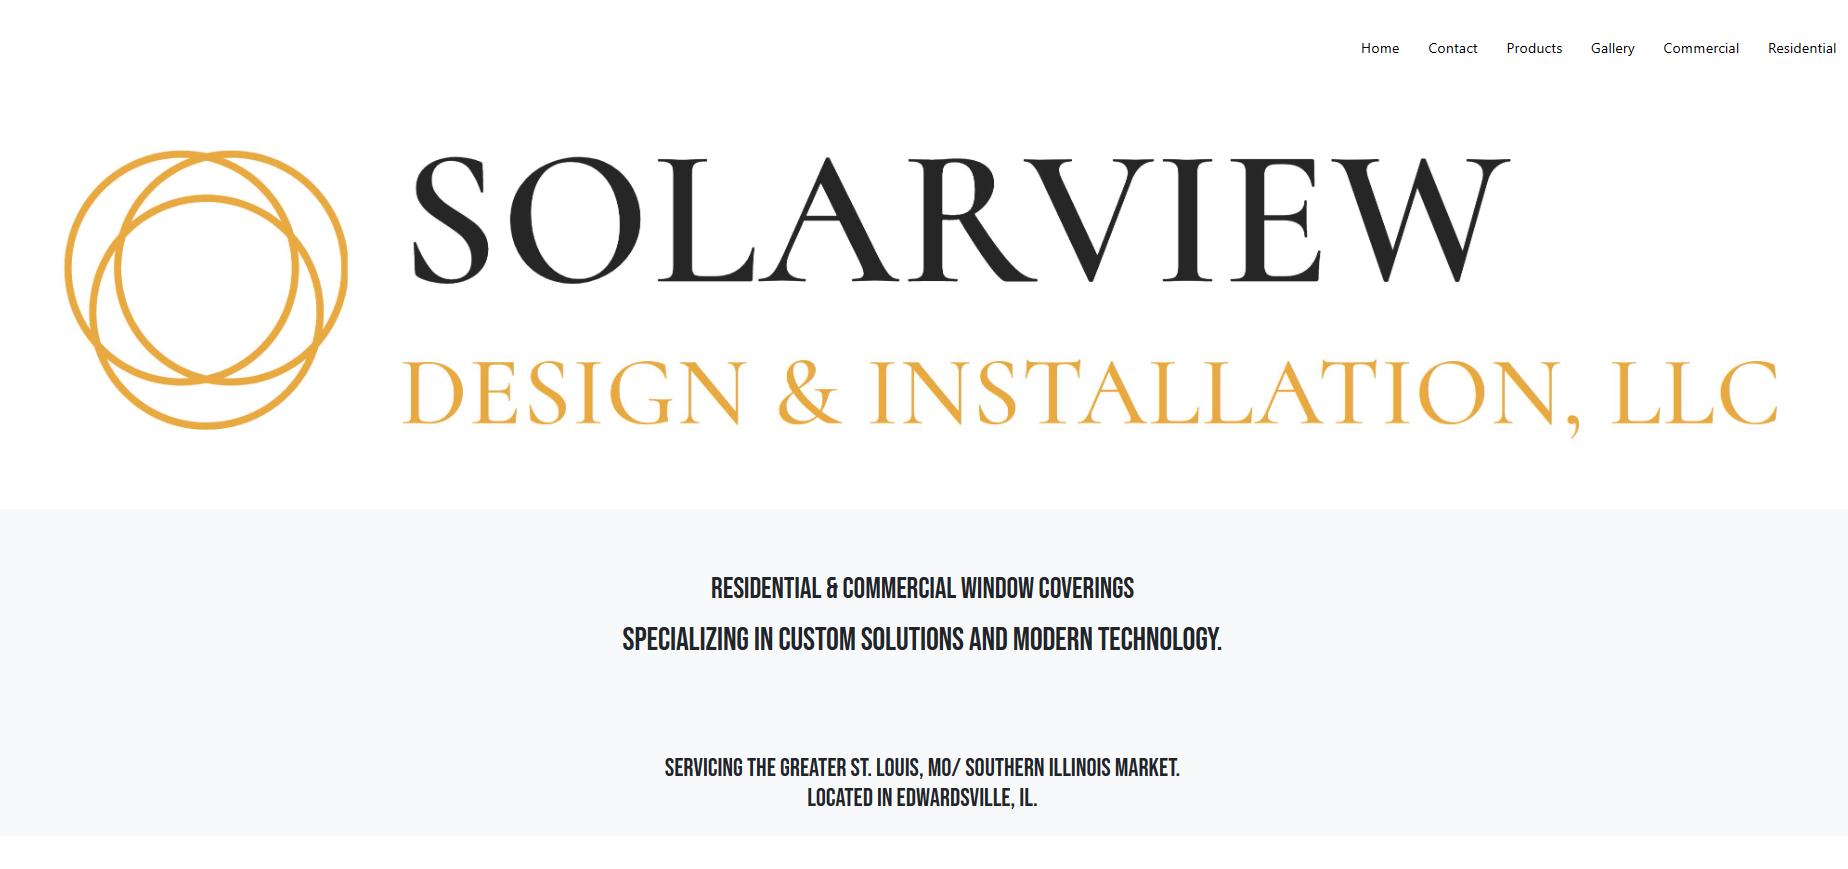 Home Contact Products Gallery Commercial Residential
SOLARVIEW
DESIGN & INSTALLATION, LLC
RESIDENTIAL & COMMERCIAL WINDOW COVERINGS
SPECIALIZING IN CUSTOM SOLUTIONS AND MODERN TECHNOLOGY.
SERVICING THE GREATER ST. LOUIS, MO/ SOUTHERN ILLINOIS MARKET.
LOCATED IN EDWARDSVILLE, IL.